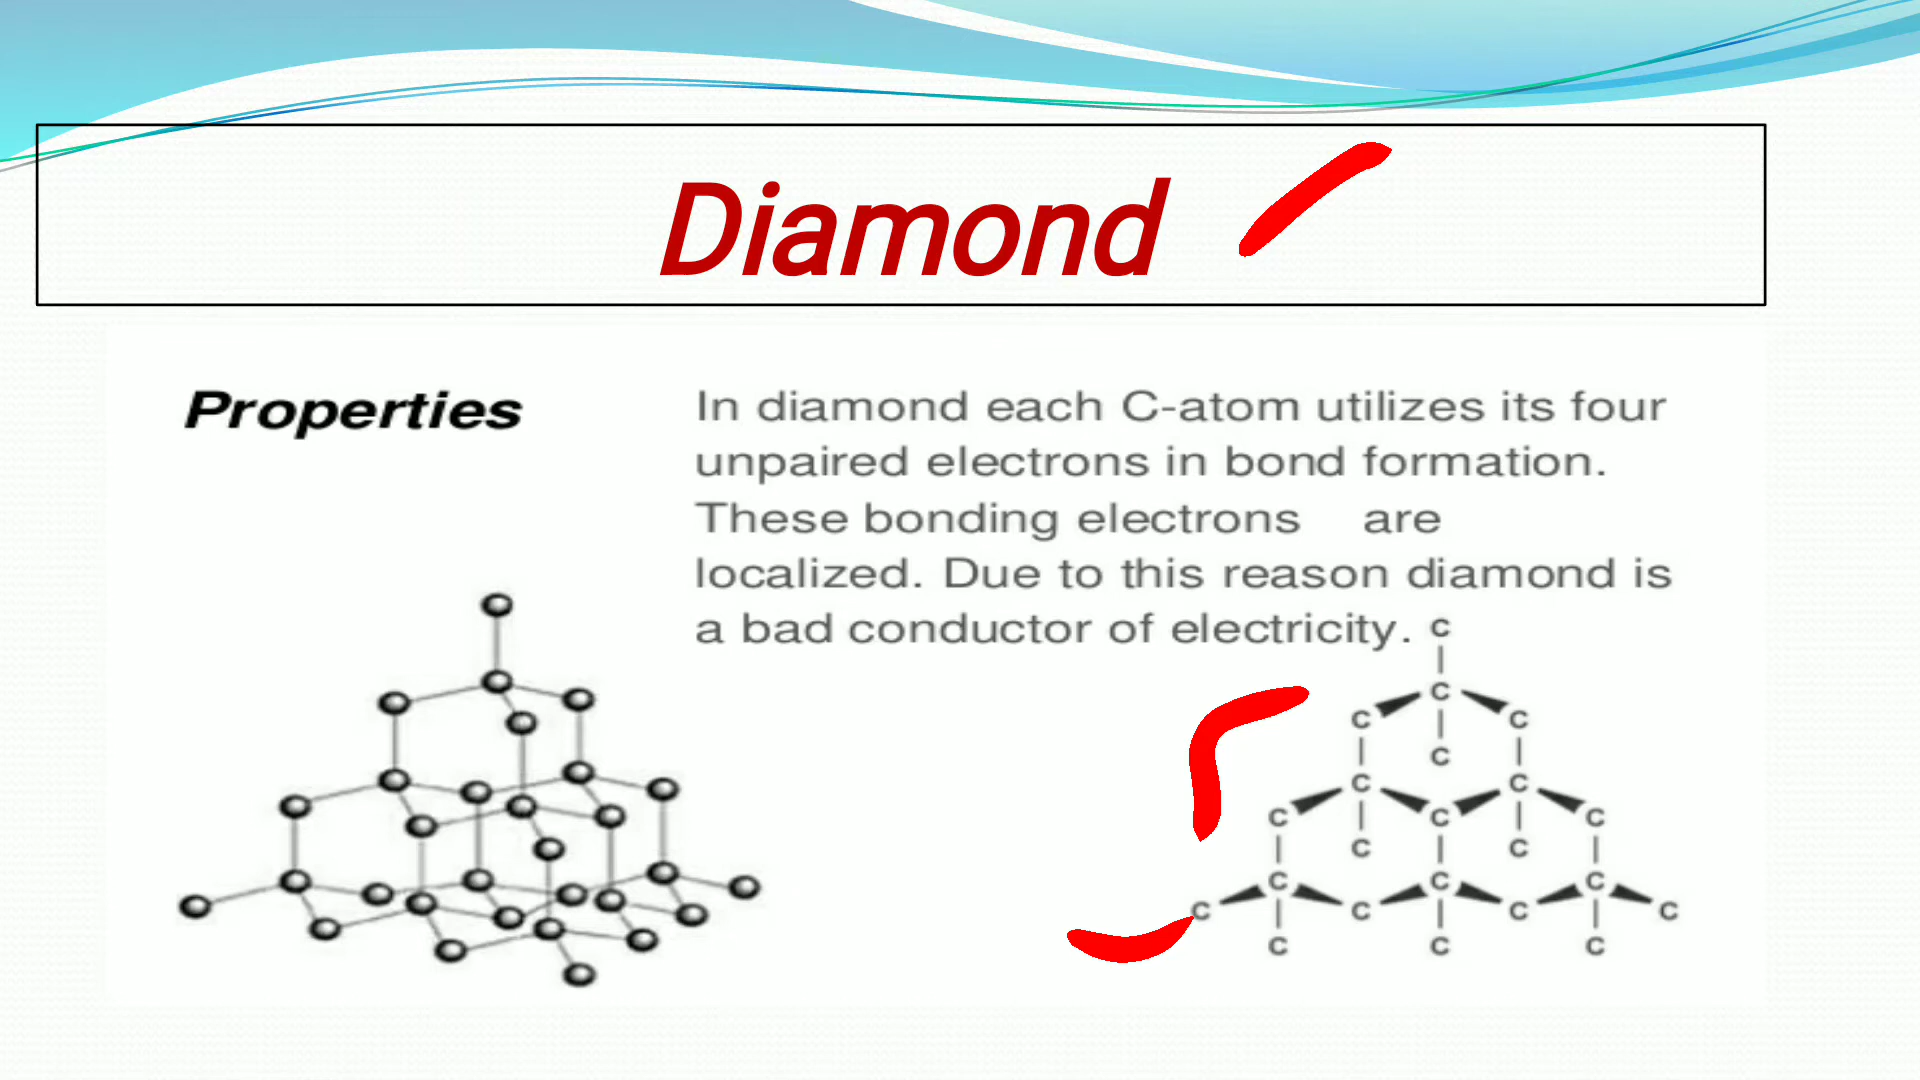 Diamond
Properties
In diamond each C-atom utilizes its four
unpaired electrons in bond formation.
These bonding electrons are
localized. Due to this reason diamond is
a bad conductor of electricity.
C
C
C C
C
C C
C C C
C C
C C C
C C C C
C C C